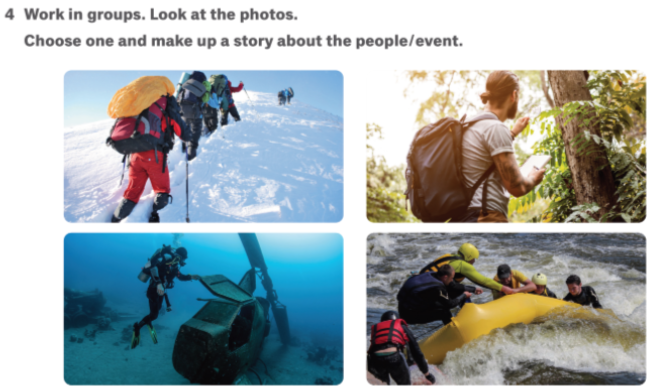 4 Work in groups. Look at the photos.
Choose one and make up a story about the people/event.